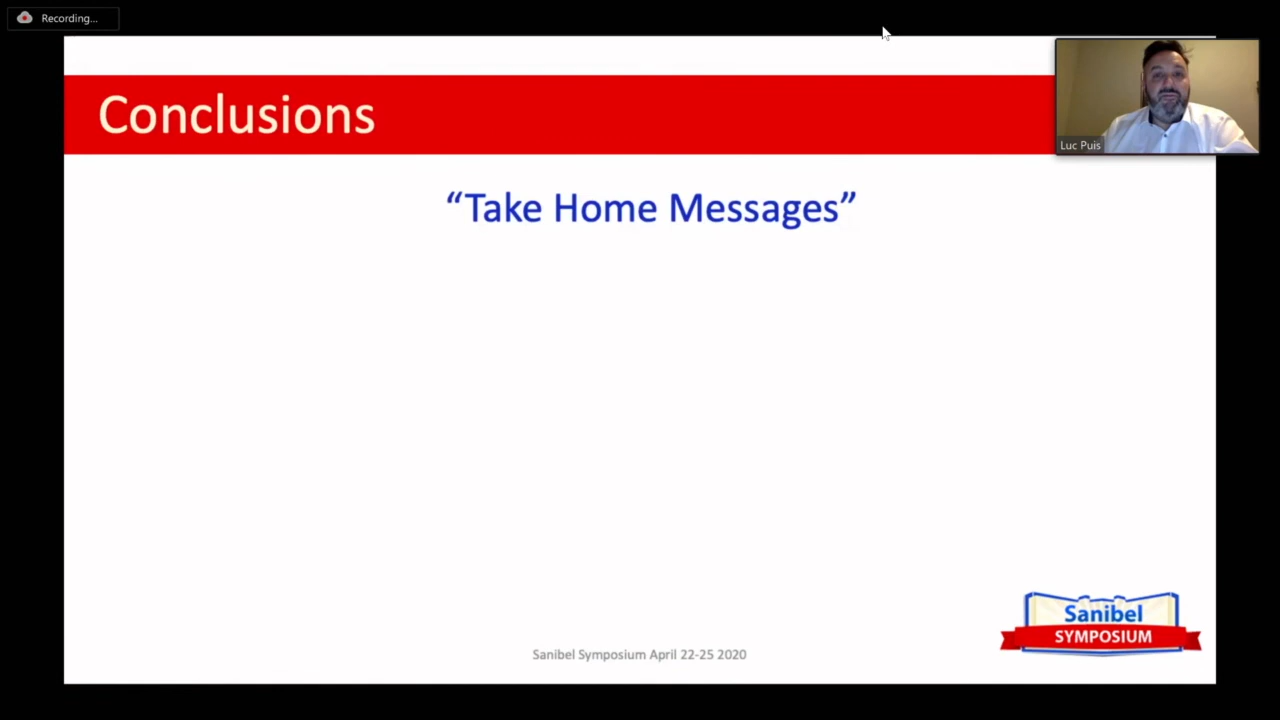 Recording...
Conclusions
Luc Puis
“Take Home Messages”
Sanibel
SYMPOSIUM
Sanibel Symposium April 22-25 2020